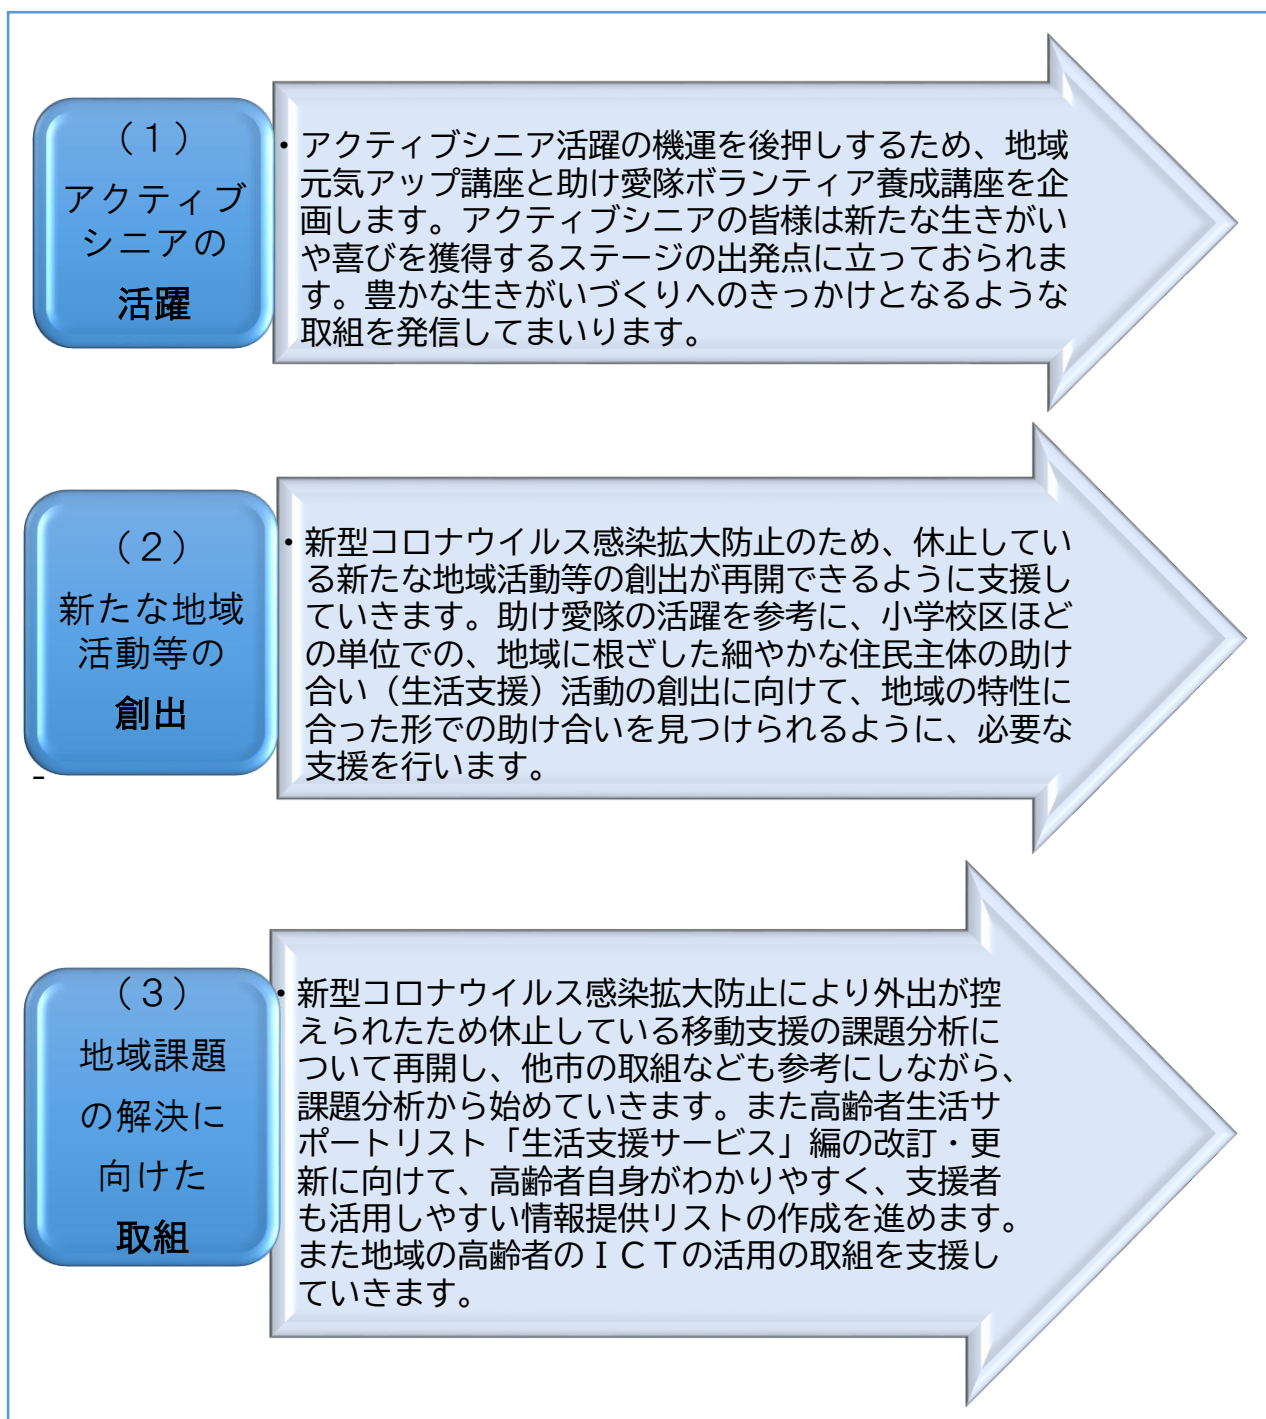 （１）
アクティブ
シニアの
活躍
・アクティブシニア活躍の機運を後押しするため、地域
元気アップ講座と助け愛隊ボランティア養成講座を企
画します。アクティブシニアの皆様は新たな生きがい
や喜びを獲得するステージの出発点に立っておられま
す。豊かな生きがいづくりへのきっかけとなるような
取組を発信してまいります。
（２）
新たな地域
活動等の
創出
・新型コロナウイルス感染拡大防止のため、休止してい
る新たな地域活動等の創出が再開できるように支援し
ていきます。助け愛隊の活躍を参考に、小学校区ほど
の単位での、地域に根ざした細やかな住民主体の助け
合い（生活支援）活動の創出に向けて、地域の特性に
合った形での助け合いを見つけられるように、必要な
支援を行います。
-
（３）
地域課題
の解決に
向けた
取組
・新型コロナウイルス感染拡大防止により外出が控
えられたため休止している移動支援の課題分析に
ついて再開し、他市の取組なども参考にしながら、
課題分析から始めていきます。また高齢者生活サ
ポートリスト「生活支援サービス」編の改訂・更
新に向けて、高齢者自身がわかりやすく、支援者
も活用しやすい情報提供リストの作成を進めます。
また地域の高齢者のＩＣＴの活用の取組を支援し
ていきます。